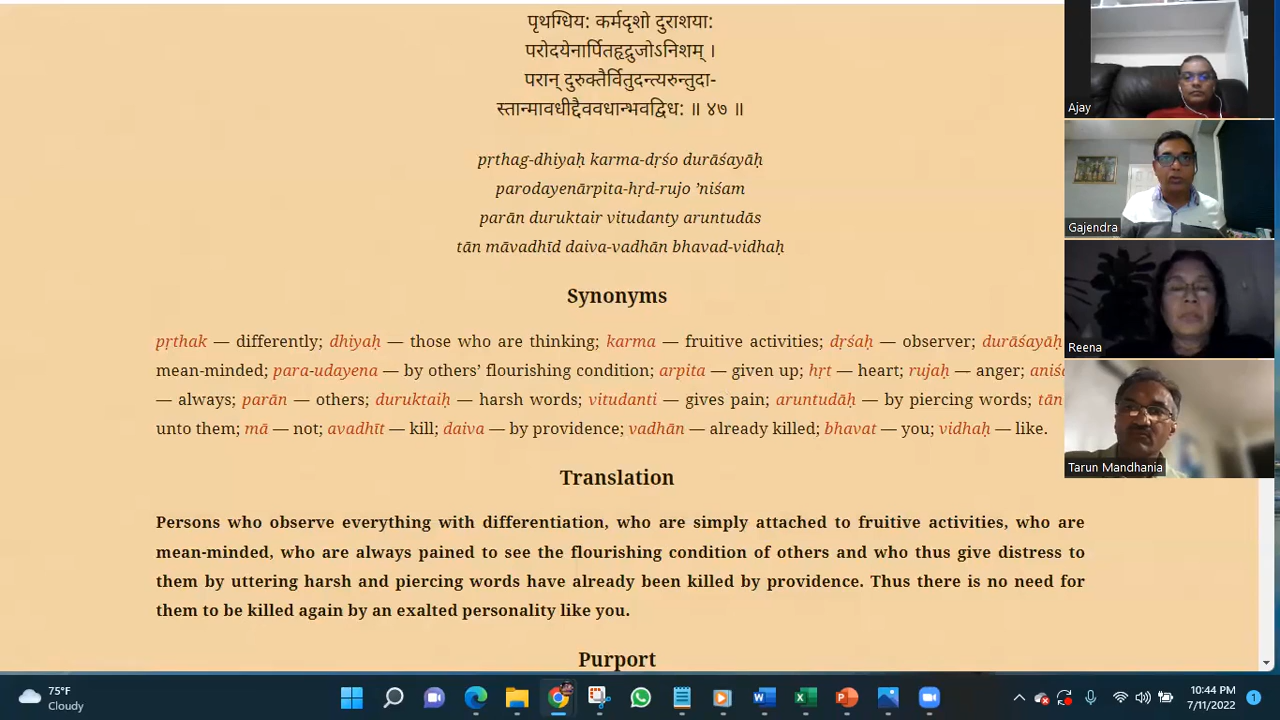 पृथग्धिय: कर्मद‍ृशो दुराशया:
परोदयेनार्पितहृद्रुजोऽनिशम् ।
परान् दुरुक्तैर्वितुदन्त्यरुन्तुदा-
स्तान्मावधीद्दैववधान्भवद्विध: ॥ ४७ ॥
pṛthag-dhiyaḥ karma-dṛśo durāśayāḥ
parodayenārpita-hṛd-rujo ’niśam
parān duruktair vitudanty aruntudās
tān māvadhīd daiva-vadhān bhavad-vidhaḥ
Synonyms
pṛthak — differently; dhiyaḥ — those who are thinking; karma — fruitive activities; dṛśaḥ — observer; durāśayāḥ
mean-minded; para-udayena — by others’ flourishing condition; arpita — given up; hṛt — heart; rujaḥ — anger; aniśa
— always; parān — others; duruktaiḥ — harsh words; vitudanti — gives pain; aruntudāḥ — by piercing words; tān
unto them; mā — not; avadhīt — kill; daiva — by providence; vadhān — already killed; bhavat — you; vidhaḥ — like.
Translation
Persons who observe everything with differentiation, who are simply attached to fruitive activities, who are
mean-minded, who are always pained to see the flourishing condition of others and who thus give distress to
them by uttering harsh and piercing words have already been killed by providence. Thus there is no need for
them to be killed again by an exalted personality like you.
Purport
Ajay
Gajendra
Reena
Tarun Mandhania
75°F
Cloudy
10:44 PM
7/11/2022
1